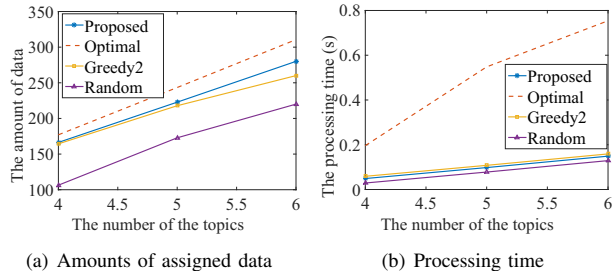 350
300
250
200
150
100
The amount of data
Proposed
Optimal
Greedy2
Random
4 4.5 5 5.5 6
The number of the topics
(a) Amounts of assigned data
0.8
0.6
0.4
0.2
0
The processing time (s)
Proposed
Optimal
Greedy2
Random
4 4.5 5 5.5 6
The number of the topics
(b) Processing time